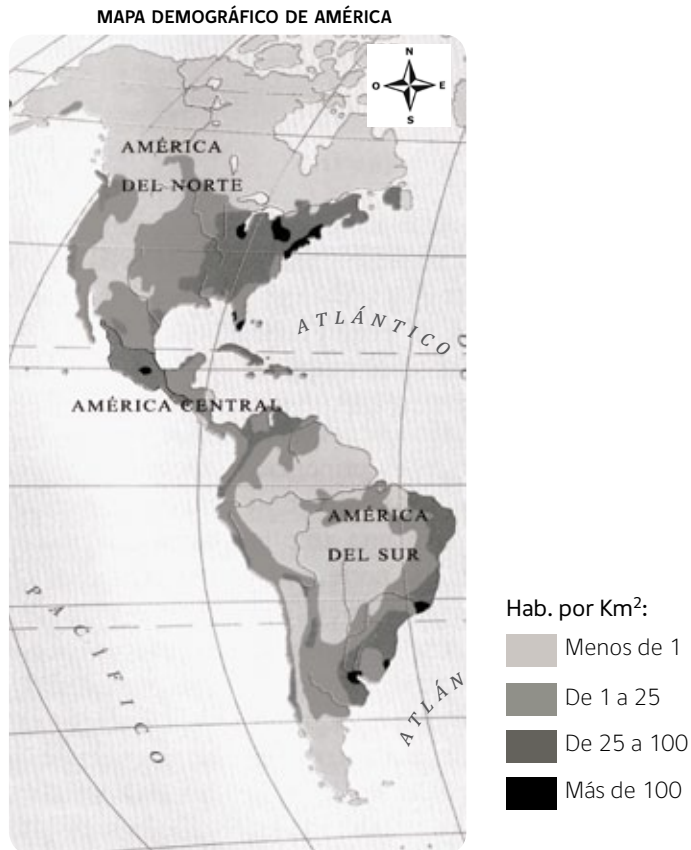 MAPA DEMOGRÁFICO DE AMÉRICA
N
O
E
S
AMÉRICA
DEL NORTE
ATLÁNTICO
AMÉRICA CENTRAL
AMÉRICA
DEL SUR
PACÍFICO
ATLÁN
Hab. por Km²:
Menos de 1
De 1 a 25
De 25 a 100
Más de 100